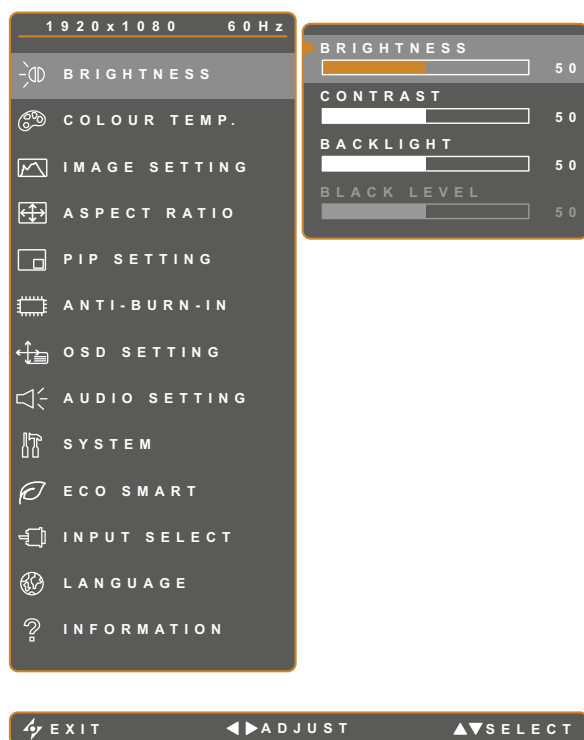 1920x1080 60Hz
BRIGHTNESS
COLOUR TEMP.
IMAGE SETTING
ASPECT RATIO
PIP SETTING
ANTI-BURN-IN
OSD SETTING
AUDIO SETTING
SYSTEM
ECO SMART
INPUT SELECT
LANGUAGE
INFORMATION
BRIGHTNESS
50
CONTRAST
50
BACKLIGHT
50
BLACK LEVEL
50
EXIT ADJUST SELECT